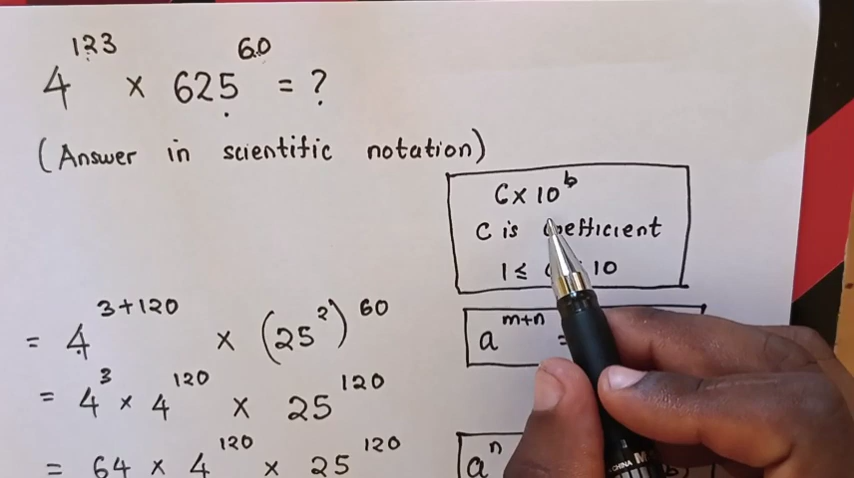 4^123 × 625^60 = ?
(Answer in scientific notation)
C × 10^b
C is
1 ≤ 10
= 4^(3+120) × (25^2)^60
a^(m+n) =
= 4^3 × 4^120 × 25^120
= 64 × 4^120 × 25^120
a^n
CHINA